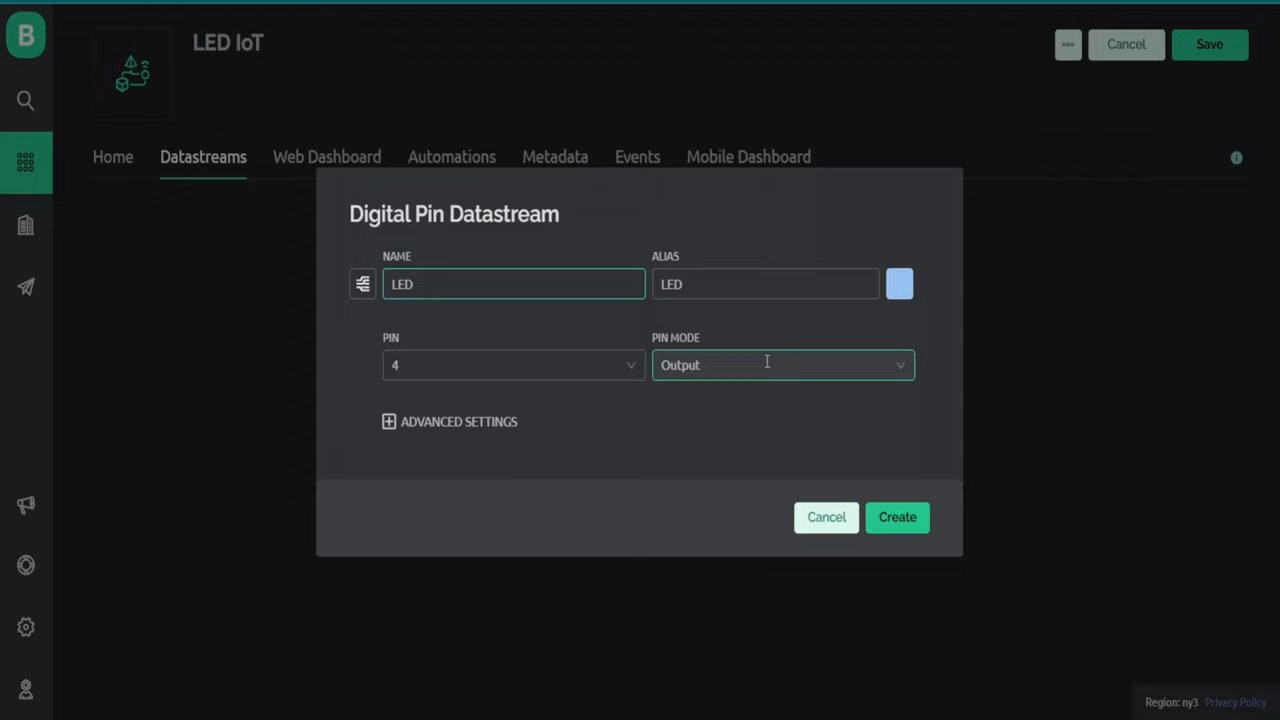 B
LED IoT
Cancel
Save
Home
Datastreams
Web Dashboard
Automations
Metadata
Events
Mobile Dashboard
Digital Pin Datastream
NAME
ALIAS
LED
LED
PIN
PIN MODE
4
Output
ADVANCED SETTINGS
Cancel
Create
Region: ny3 Privacy Policy